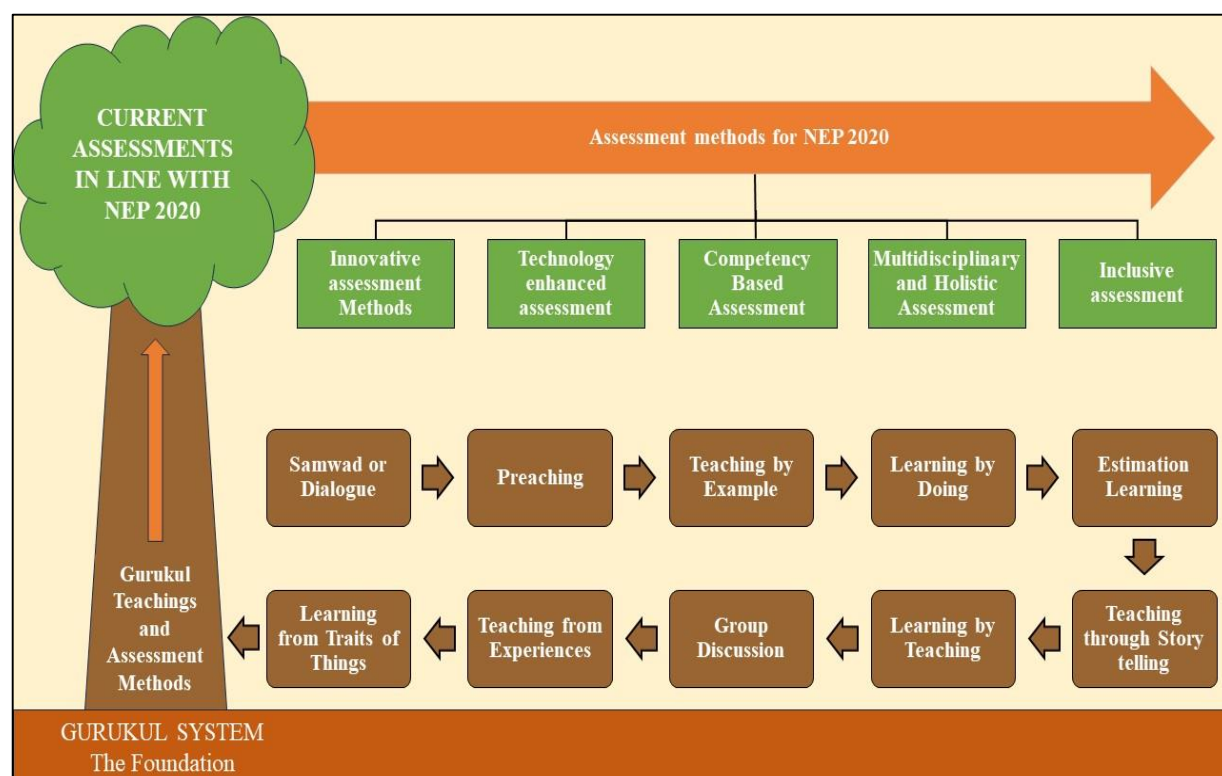 CURRENT
ASSESSMENTS
IN LINE WITH
NEP 2020
Assessment methods for NEP 2020
Innovative
assessment
Methods
Technology
enhanced
assessment
Competency
Based
Assessment
Multidisciplinary
and Holistic
Assessment
Inclusive
assessment
Samwad or
Dialogue
Preaching
Teaching by
Example
Learning by
Doing
Estimation
Learning
Teaching
through Story
telling
Learning by
Teaching
Group
Discussion
Teaching from
Experiences
Learning
from Traits of
Things
Gurukul
Teachings
and
Assessment
Methods
GURUKUL SYSTEM
The Foundation